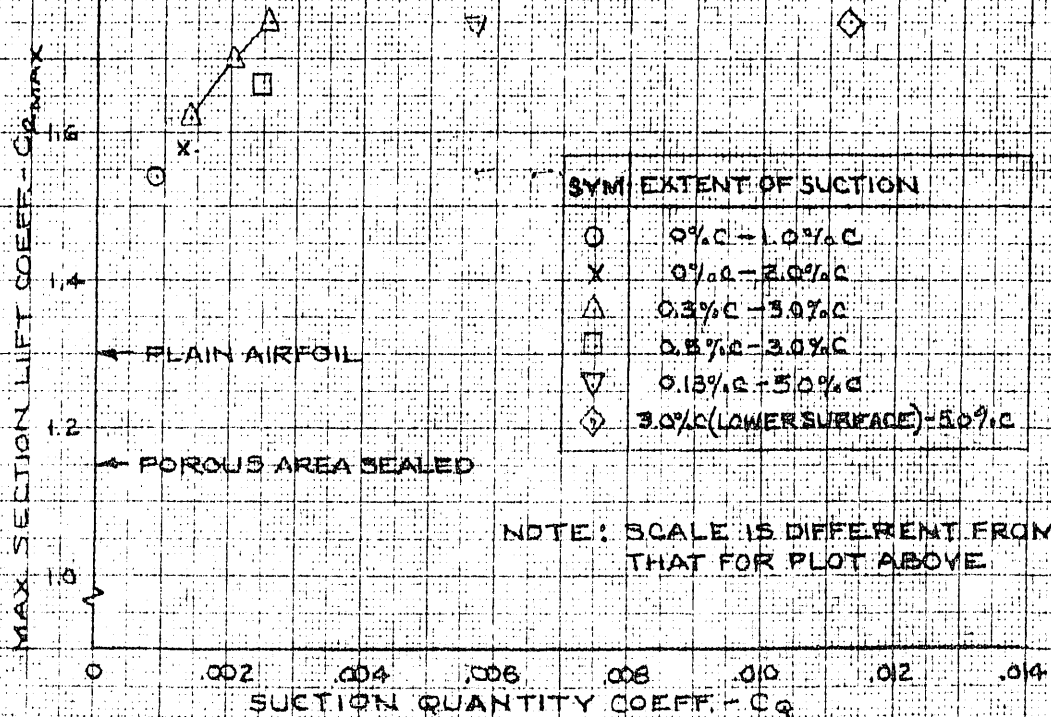 MAX. SECTION LIFT COEFF. - CRMAX
1.6
1.4
1.2
1.0
PLAIN AIRFOIL
POROUS AREA SEALED
SYM EXTENT OF SUCTION
0%C - 1.0%C
0%C - 2.0%C
0.3%C - 3.0%C
0.5%C - 3.0%C
0.13%C - 5.0%C
3.0%C (LOWER SURFACE) - 5.0%C
NOTE: SCALE IS DIFFERENT FROM
THAT FOR PLOT ABOVE
0 .002 .004 .006 .008 .010 .012 .014
SUCTION QUANTITY COEFF. - CQ